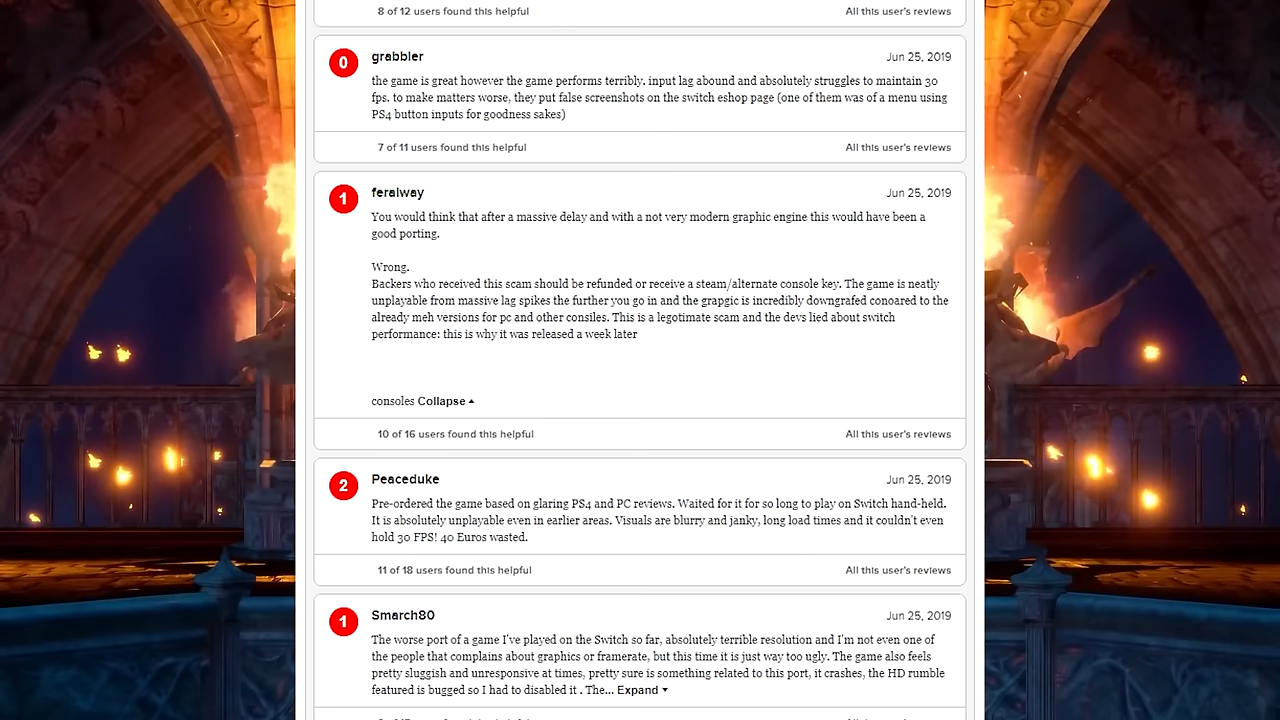 8 of 12 users found this helpful
All this user's reviews
0
grabbler
Jun 25, 2019
the game is great however the game performs terribly. input lag abound and absolutely struggles to maintain 30
fps. to make matters worse, they put false screenshots on the switch eshop page (one of them was of a menu using
PS4 button inputs for goodness sakes)
7 of 11 users found this helpful
All this user's reviews
1
feralway
Jun 25, 2019
You would think that after a massive delay and with a not very modern graphic engine this would have been a
good porting.
Wrong.
Backers who received this scam should be refunded or receive a steam/alternate console key. The game is neatly
unplayable from massive lag spikes the further you go in and the grapgic is incredibly downgrafed conoared to the
already meh versions for pc and other consiles. This is a legotimate scam and the devs lied about switch
performance: this is why it was released a week later
consoles Collapse
10 of 16 users found this helpful
All this user's reviews
2
Peaceduke
Jun 25, 2019
Pre-ordered the game based on glaring PS4 and PC reviews. Waited for it for so long to play on Switch hand-held.
It is absolutely unplayable even in earlier areas. Visuals are blurry and janky, long load times and it couldn't even
hold 30 FPS! 40 Euros wasted.
11 of 18 users found this helpful
All this user's reviews
1
Smarch80
Jun 25, 2019
The worse port of a game I've played on the Switch so far, absolutely terrible resolution and I'm not even one of
the people that complains about graphics or framerate, but this time it is just way too ugly. The game also feels
pretty sluggish and unresponsive at times, pretty sure is something related to this port, it crashes, the HD rumble
featured is bugged so I had to disabled it . The... Expand